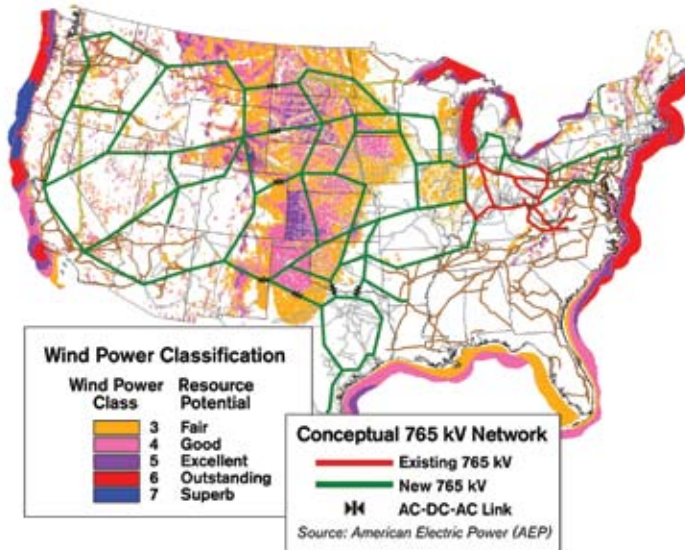 Wind Power Classification
Wind Power Class Resource Potential
3 Fair
4 Good
5 Excellent
6 Outstanding
7 Superb
Conceptual 765 kV Network
Existing 765 kV
New 765 kV
AC-DC-AC Link
Source: American Electric Power (AEP)